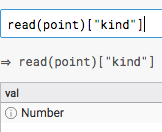 read(point)["kind"]
⇒ read(point)["kind"]
val
ⓘ Number